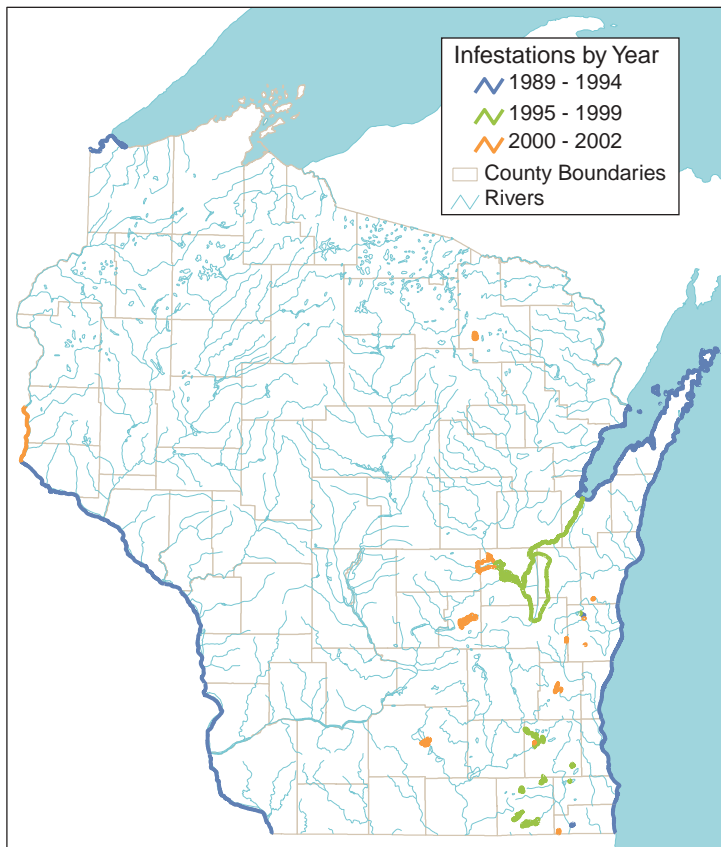 Infestations by Year
1989 - 1994
1995 - 1999
2000 - 2002
County Boundaries
Rivers